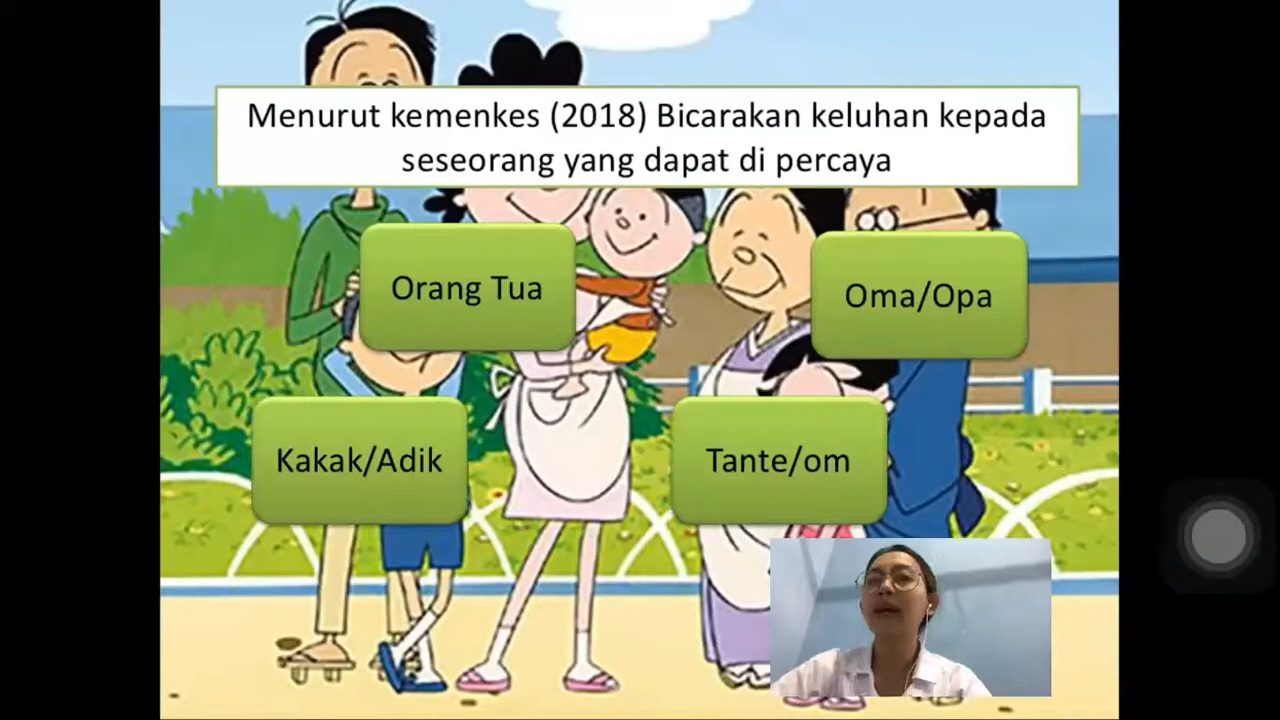 Menurut kemenkes (2018) Bicarakan keluhan kepada
seseorang yang dapat di percaya
Orang Tua
Oma/Opa
Kakak/Adik
Tante/om